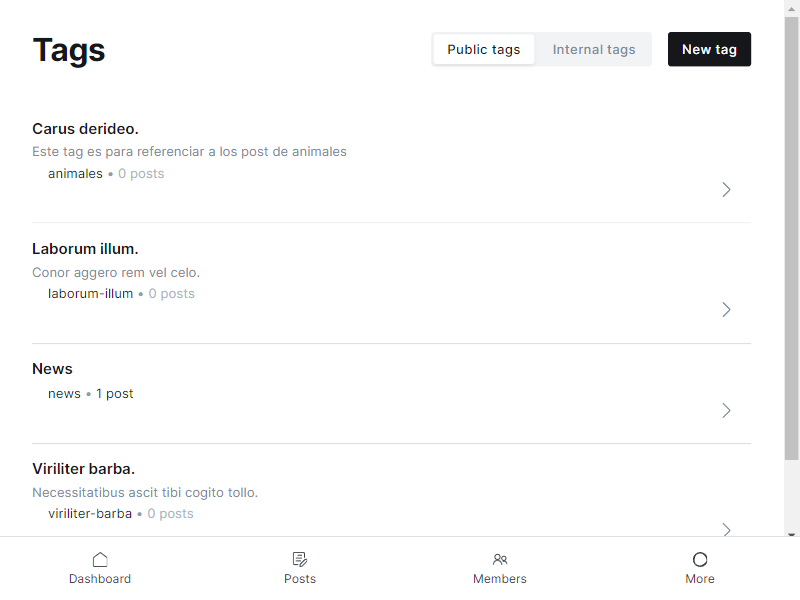 Tags
Public tags
Internal tags
New tag
Carus derideo.
Este tag es para referenciar a los post de animales
animales • 0 posts
Laborum illum.
Conor aggero rem vel celo.
laborum-illum • 0 posts
News
news • 1 post
Viriliter barba.
Necessitatibus ascit tibi cogito tollo.
viriliter-barba • 0 posts
Dashboard
Posts
Members
More